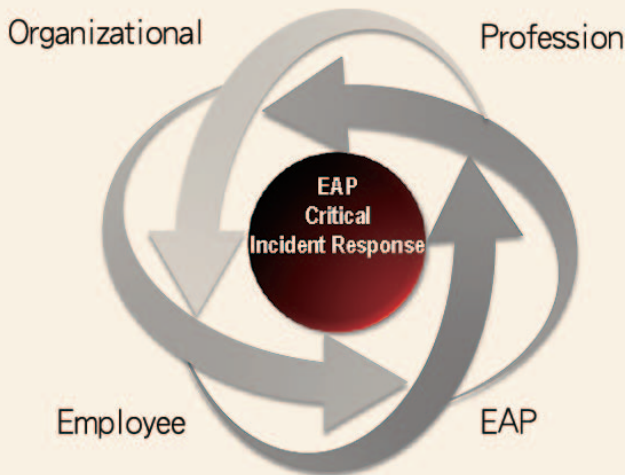 Organizational
Profession
EAP
Critical
Incident Response
Employee
EAP